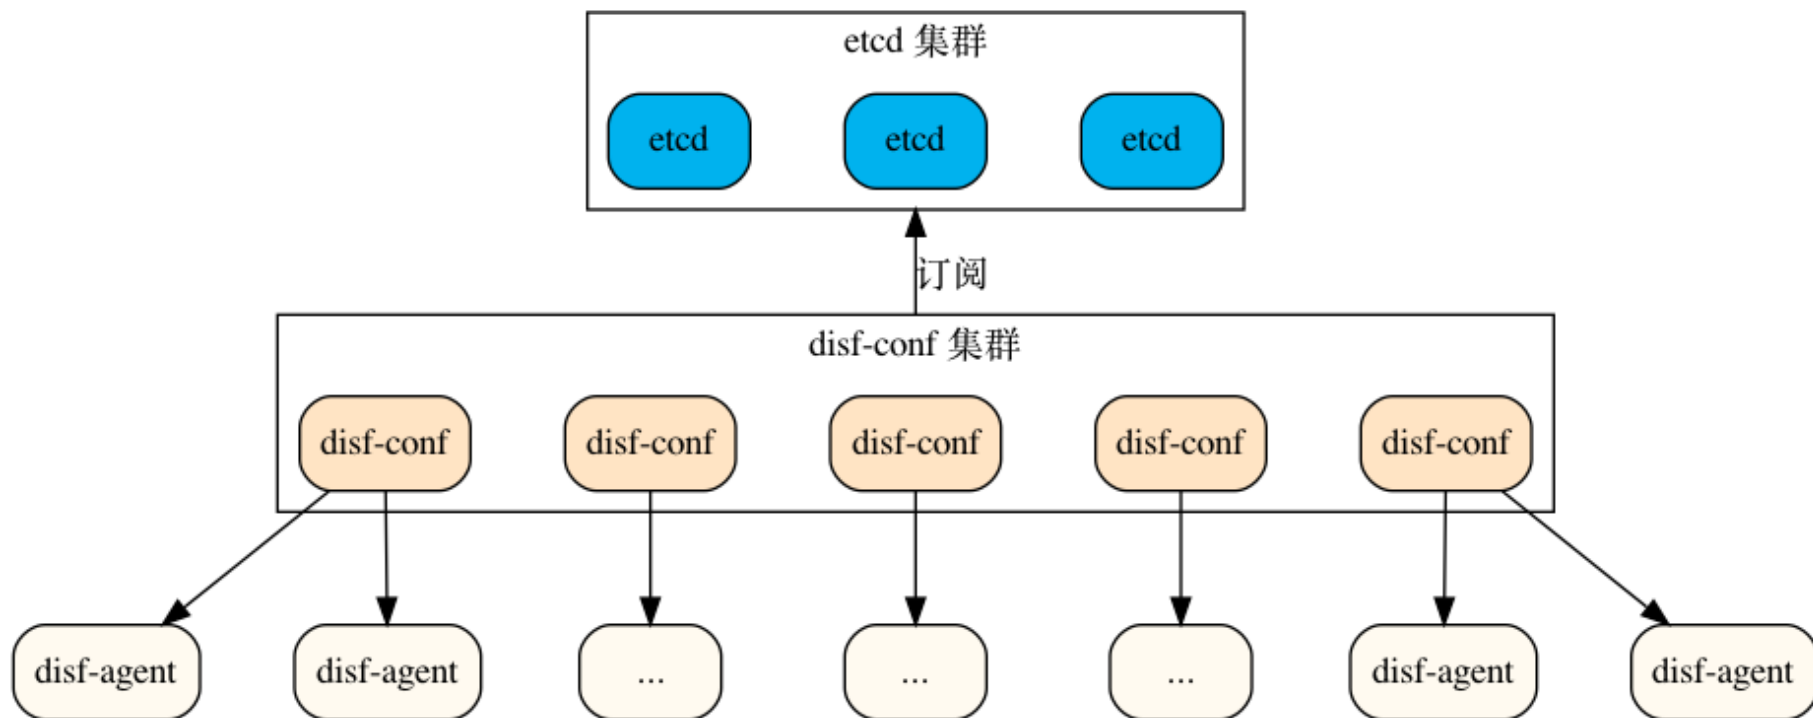 etcd 集群
etcd etcd etcd
订阅
disf-conf 集群
disf-conf disf-conf disf-conf disf-conf disf-conf
disf-agent disf-agent ... ... ... disf-agent disf-agent